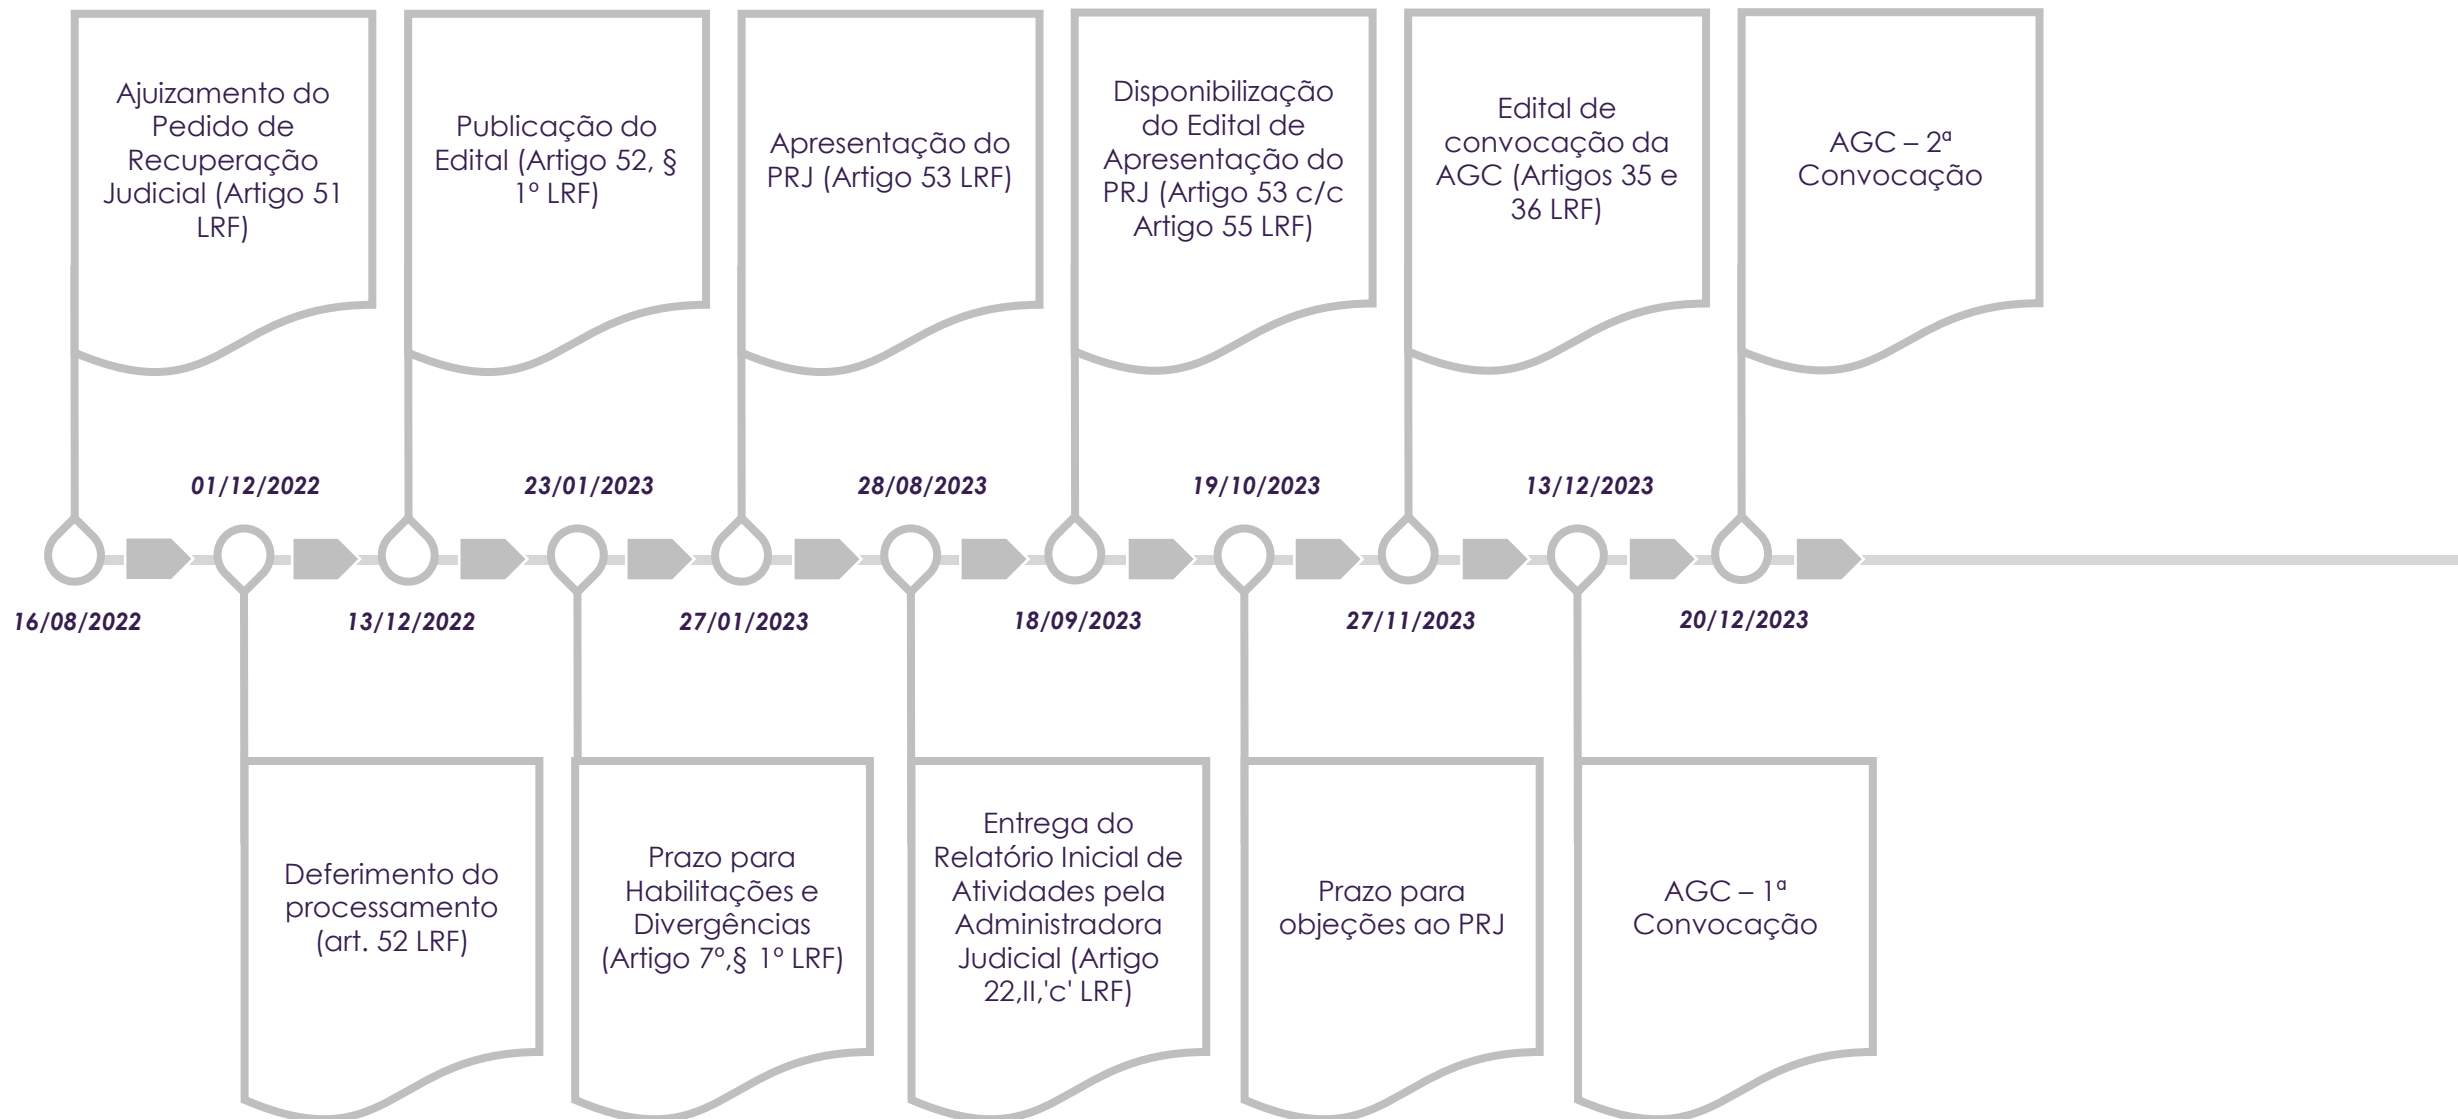 Ajuizamento do
Pedido de
Recuperação
Judicial (Artigo 51
LRF)
Publicação do
Edital (Artigo 52, §
1º LRF)
Apresentação do
PRJ (Artigo 53 LRF)
Disponibilização
do Edital de
Apresentação do
PRJ (Artigo 53 c/c
Artigo 55 LRF)
Edital de
convocação da
AGC (Artigos 35 e
36 LRF)
AGC – 2ª
Convocação
01/12/2022
23/01/2023
28/08/2023
19/10/2023
13/12/2023
16/08/2022
13/12/2022
27/01/2023
18/09/2023
27/11/2023
20/12/2023
Deferimento do
processamento
(art. 52 LRF)
Prazo para
Habilitações e
Divergências
(Artigo 7º,§ 1º LRF)
Entrega do
Relatório Inicial de
Atividades pela
Administradora
Judicial (Artigo
22,II,'c' LRF)
Prazo para
objeções ao PRJ
AGC – 1ª
Convocação